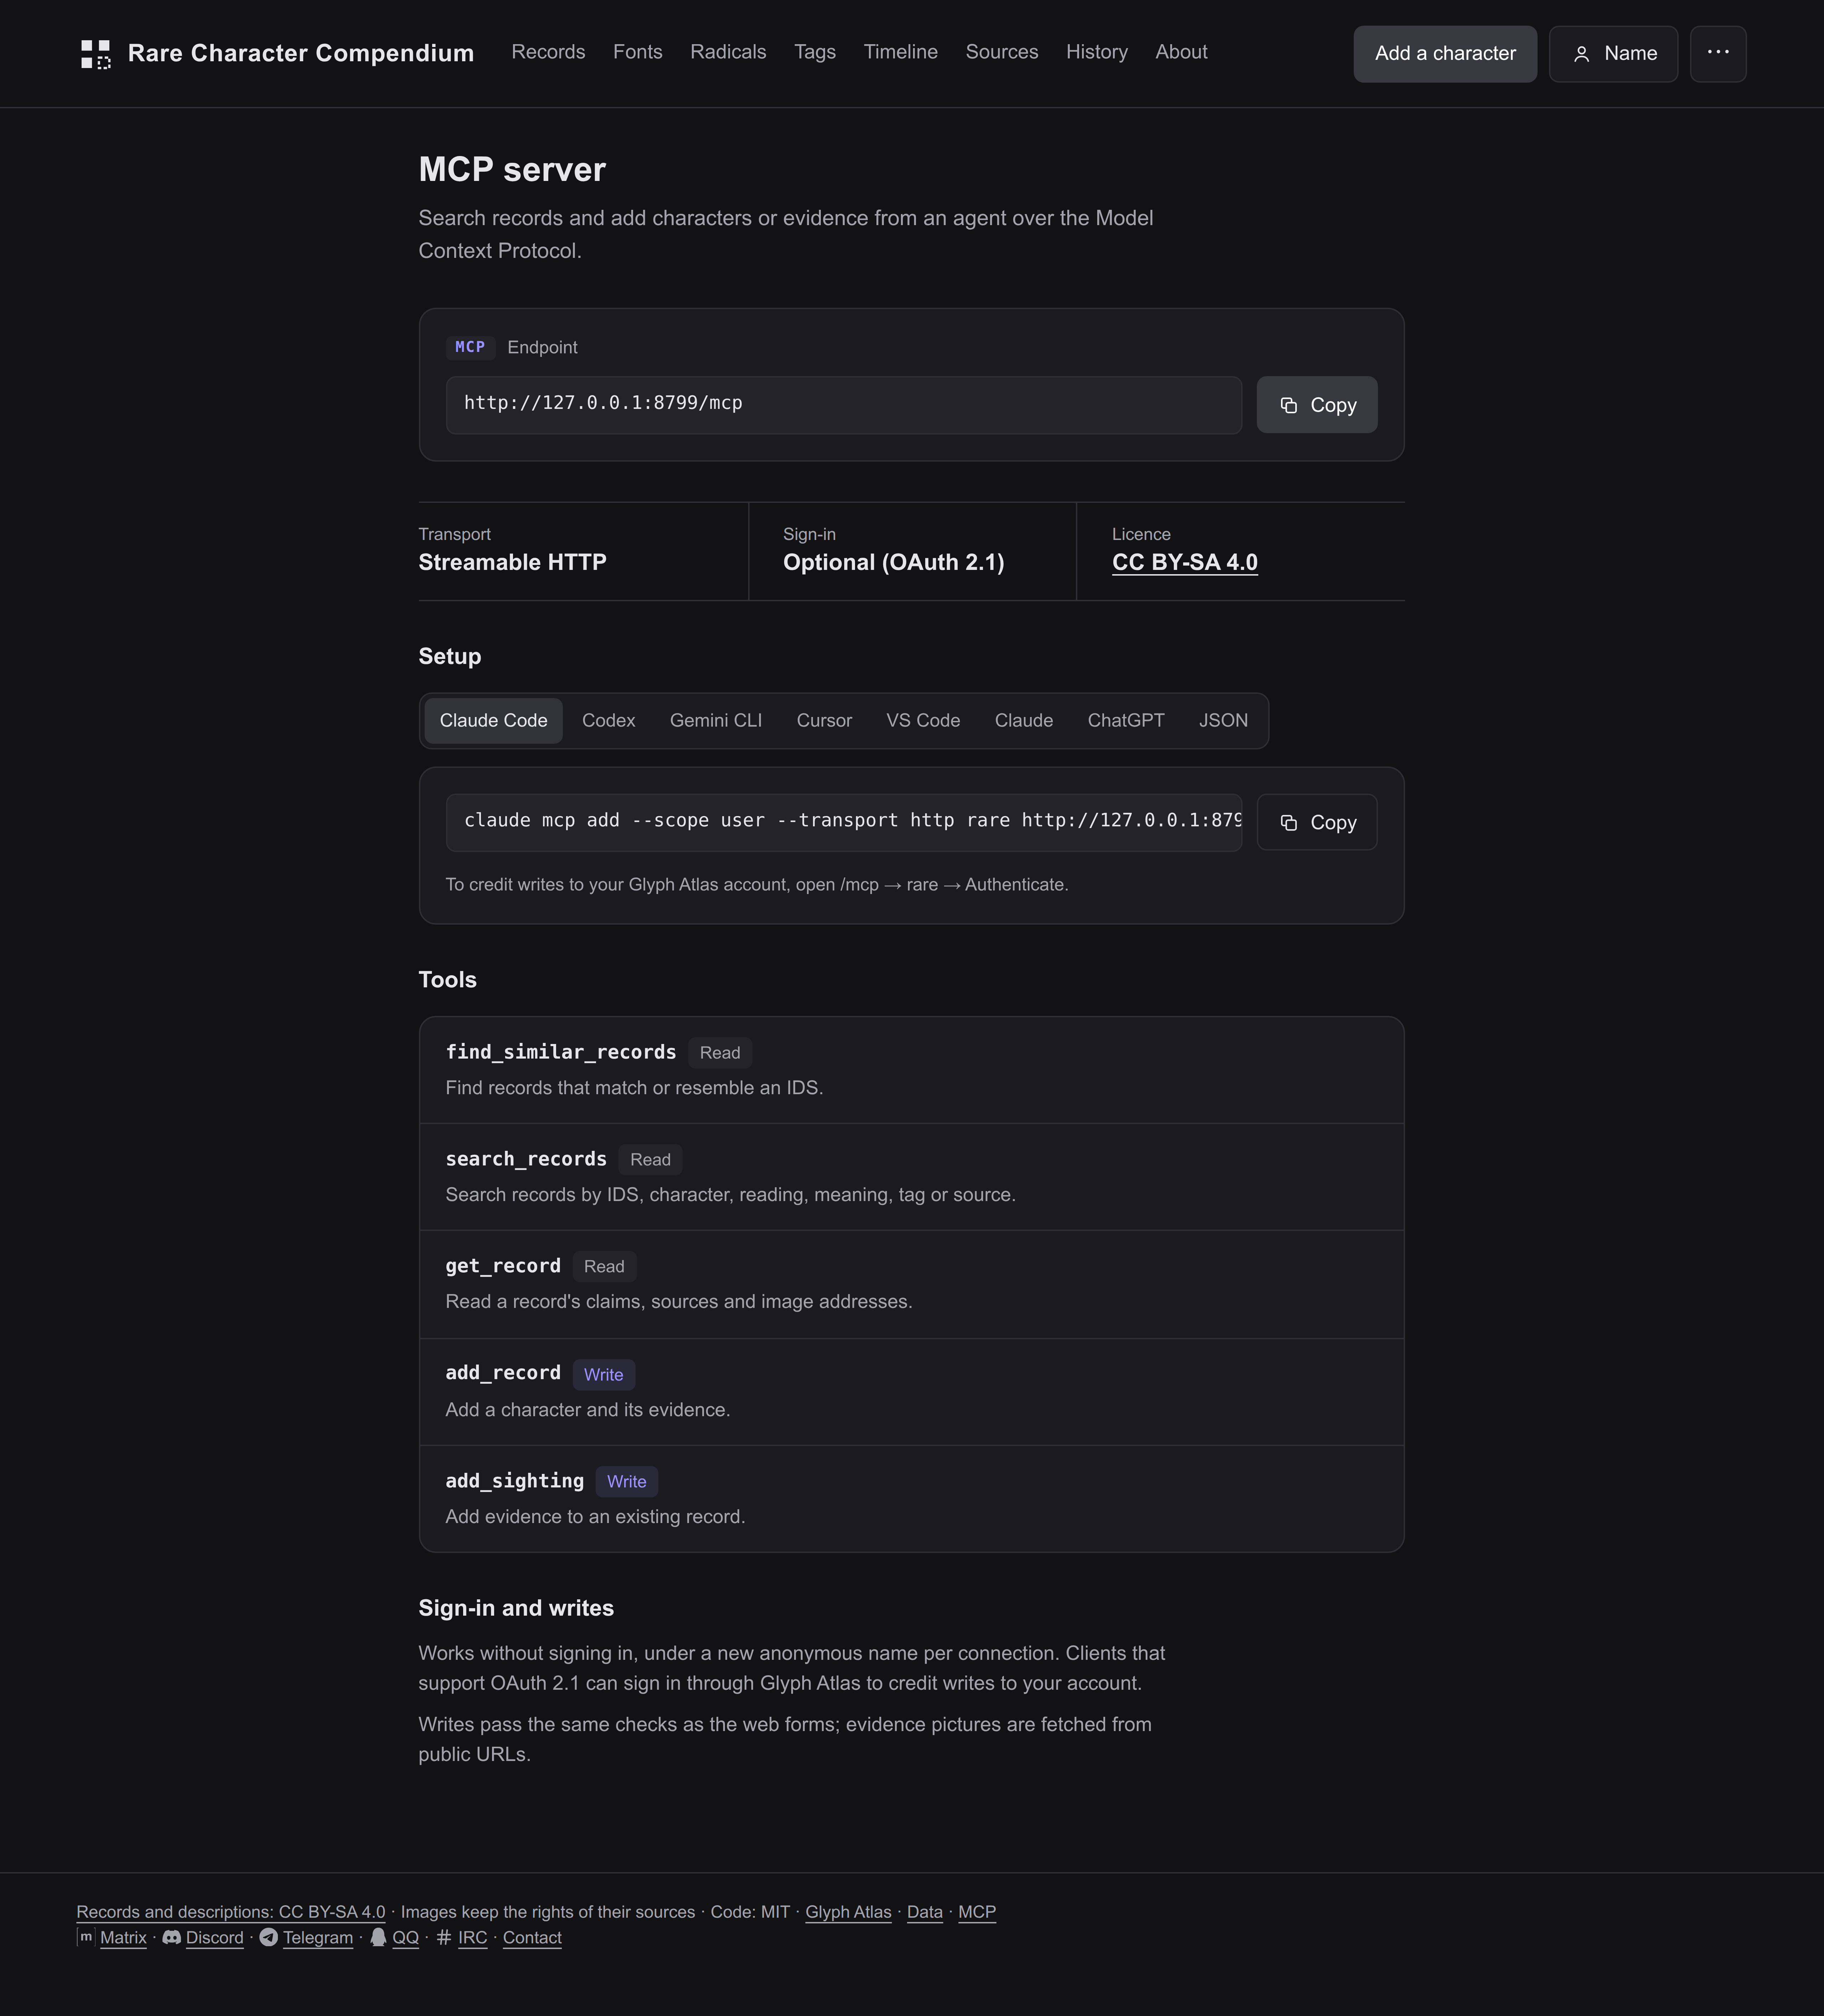 Rare Character Compendium Records Fonts Radicals Tags Timeline Sources History About Add a character Name ···
MCP server
Search records and add characters or evidence from an agent over the Model
Context Protocol.
MCP Endpoint
http://127.0.0.1:8799/mcp Copy
Transport Sign-in Licence
Streamable HTTP Optional (OAuth 2.1) CC BY-SA 4.0
Setup
Claude Code Codex Gemini CLI Cursor VS Code Claude ChatGPT JSON
claude mcp add --scope user --transport http rare http://127.0.0.1:879 Copy
To credit writes to your Glyph Atlas account, open /mcp → rare → Authenticate.
Tools
find_similar_records Read
Find records that match or resemble an IDS.
search_records Read
Search records by IDS, character, reading, meaning, tag or source.
get_record Read
Read a record's claims, sources and image addresses.
add_record Write
Add a character and its evidence.
add_sighting Write
Add evidence to an existing record.
Sign-in and writes
Works without signing in, under a new anonymous name per connection. Clients that
support OAuth 2.1 can sign in through Glyph Atlas to credit writes to your account.
Writes pass the same checks as the web forms; evidence pictures are fetched from
public URLs.
Records and descriptions: CC BY-SA 4.0 · Images keep the rights of their sources · Code: MIT · Glyph Atlas · Data · MCP
[m] Matrix · Discord · Telegram · QQ · # IRC · Contact